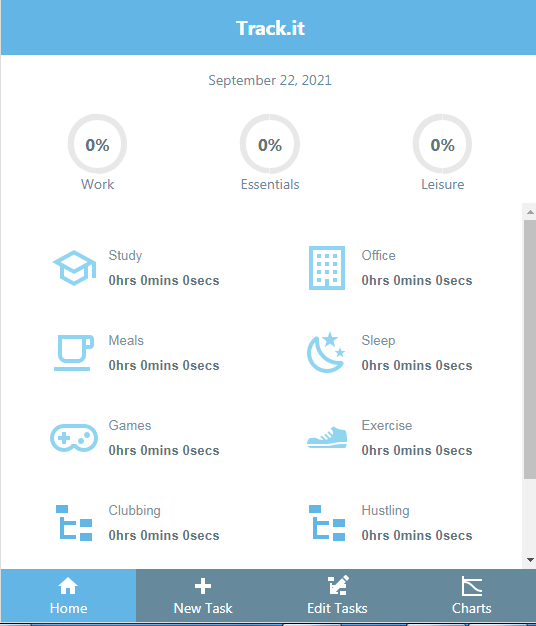 Track.it
September 22, 2021
0% 0% 0%
Work Essentials Leisure
Study Office
0hrs 0mins 0secs 0hrs 0mins 0secs
Meals Sleep
0hrs 0mins 0secs 0hrs 0mins 0secs
Games Exercise
0hrs 0mins 0secs 0hrs 0mins 0secs
Clubbing Hustling
0hrs 0mins 0secs 0hrs 0mins 0secs
Home New Task Edit Tasks Charts